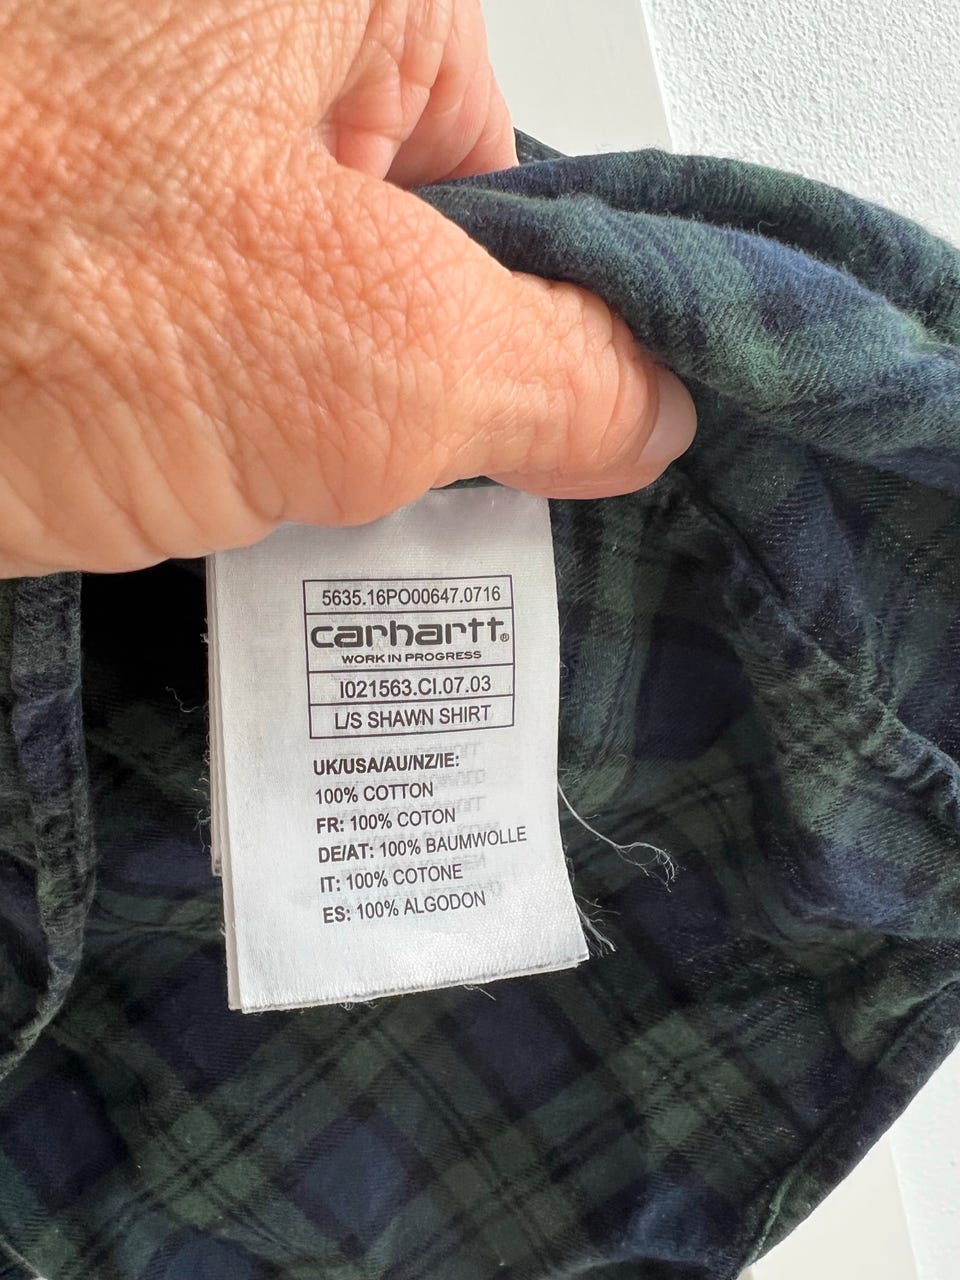 5635.16PO00647.0716
carhartt®
WORK IN PROGRESS
I021563.CI.07.03
L/S SHAWN SHIRT
UK/USA/AU/NZ/IE:
100% COTTON
FR: 100% COTON
DE/AT: 100% BAUMWOLLE
IT: 100% COTONE
ES: 100% ALGODON